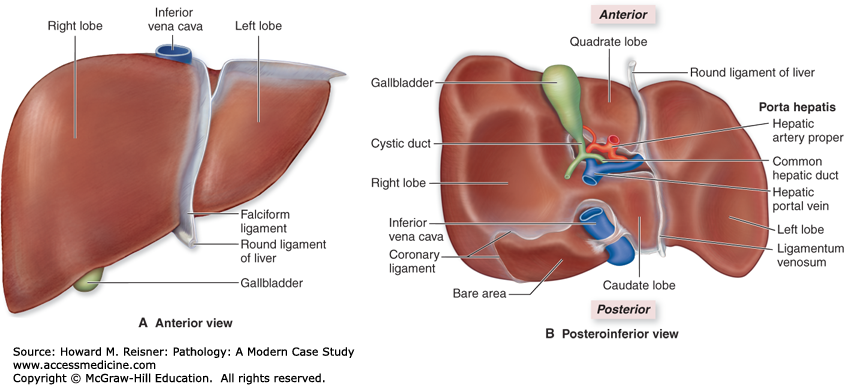 Right lobe
Inferior
vena cava
Left lobe
Falciform
ligament
Round ligament
of liver
Gallbladder
A Anterior view
Anterior
Quadrate lobe
Gallbladder
Round ligament of liver
Porta hepatis
Hepatic
artery proper
Cystic duct
Common
hepatic duct
Right lobe
Hepatic
portal vein
Inferior
vena cava
Left lobe
Coronary
ligament
Ligamentum
venosum
Bare area
Caudate lobe
Posterior
B Posteroinferior view
Source: Howard M. Reisner: Pathology: A Modern Case Study
www.accessmedicine.com
Copyright © McGraw-Hill Education.  All rights reserved.